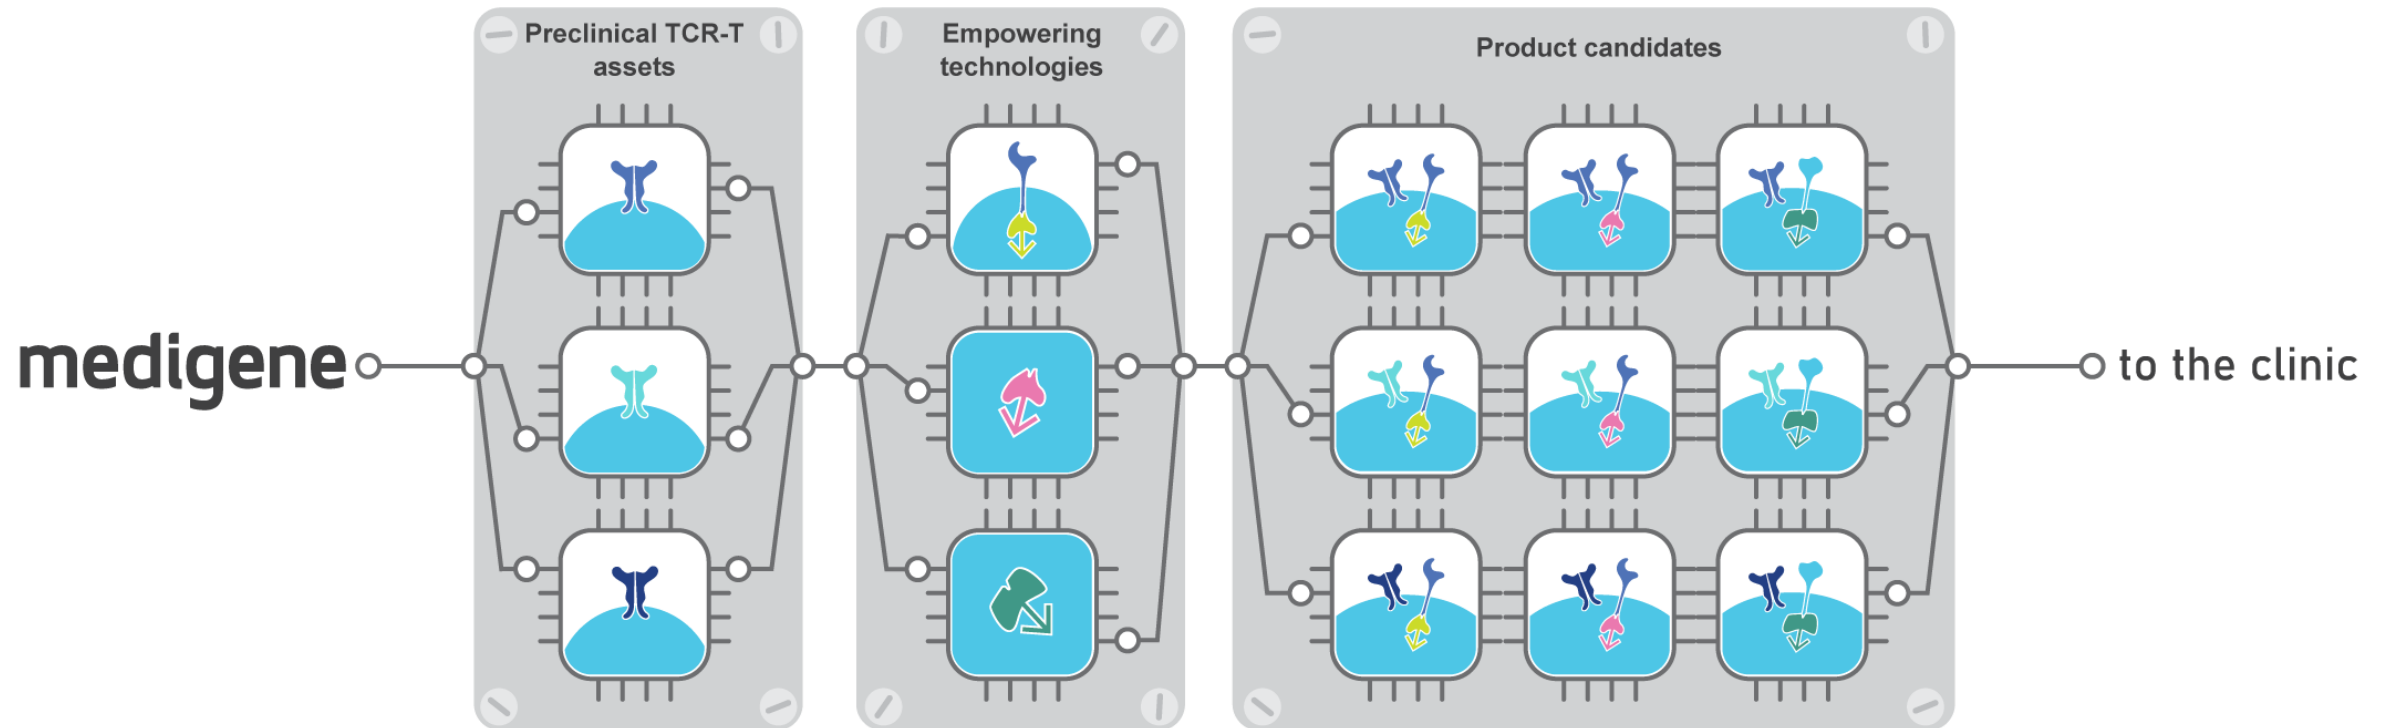 Preclinical TCR-T
assets
Empowering
technologies
Product candidates
medigene
to the clinic